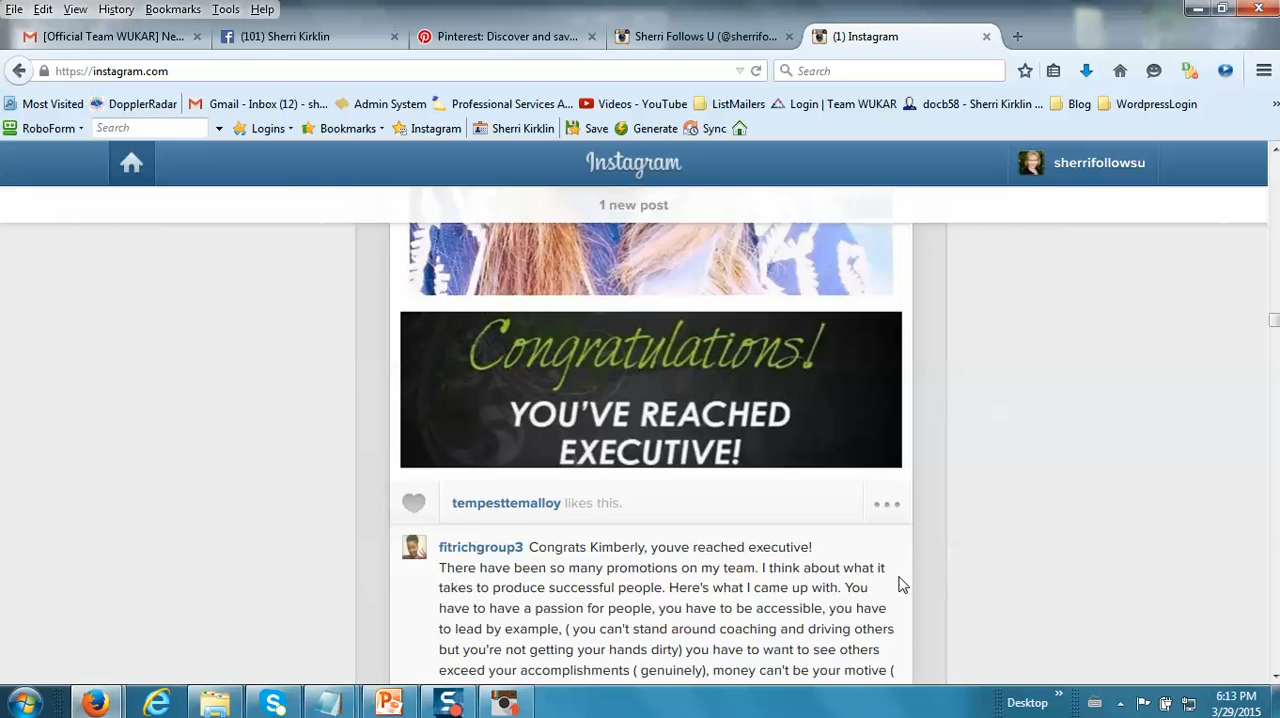 File Edit View History Bookmarks Tools Help
[Official Team WUKAR] Ne... (101) Sherri Kirklin Pinterest: Discover and sav... Sherri Follows U (@sherrifo... (1) Instagram
https://instagram.com Search
Most Visited DopplerRadar Gmail - Inbox (12) - sh... Admin System Professional Services A... Videos - YouTube ListMailers Login | Team WUKAR docb58 - Sherri Kirklin ... Blog WordpressLogin
RoboForm Search Logins Bookmarks Instagram Sherri Kirklin Save Generate Sync
Instagram sherrifollowsu
1 new post
Congratulations!
YOU'VE REACHED
EXECUTIVE!
tempesttemalloy likes this.
fitrichgroup3 Congrats Kimberly, youve reached executive!
There have been so many promotions on my team. I think about what it
takes to produce successful people. Here's what I came up with. You
have to have a passion for people, you have to be accessible, you have
to lead by example, ( you can't stand around coaching and driving others
but you're not getting your hands dirty) you have to want to see others
exceed your accomplishments ( genuinely), money can't be your motive (
Desktop
6:13 PM
3/29/2015